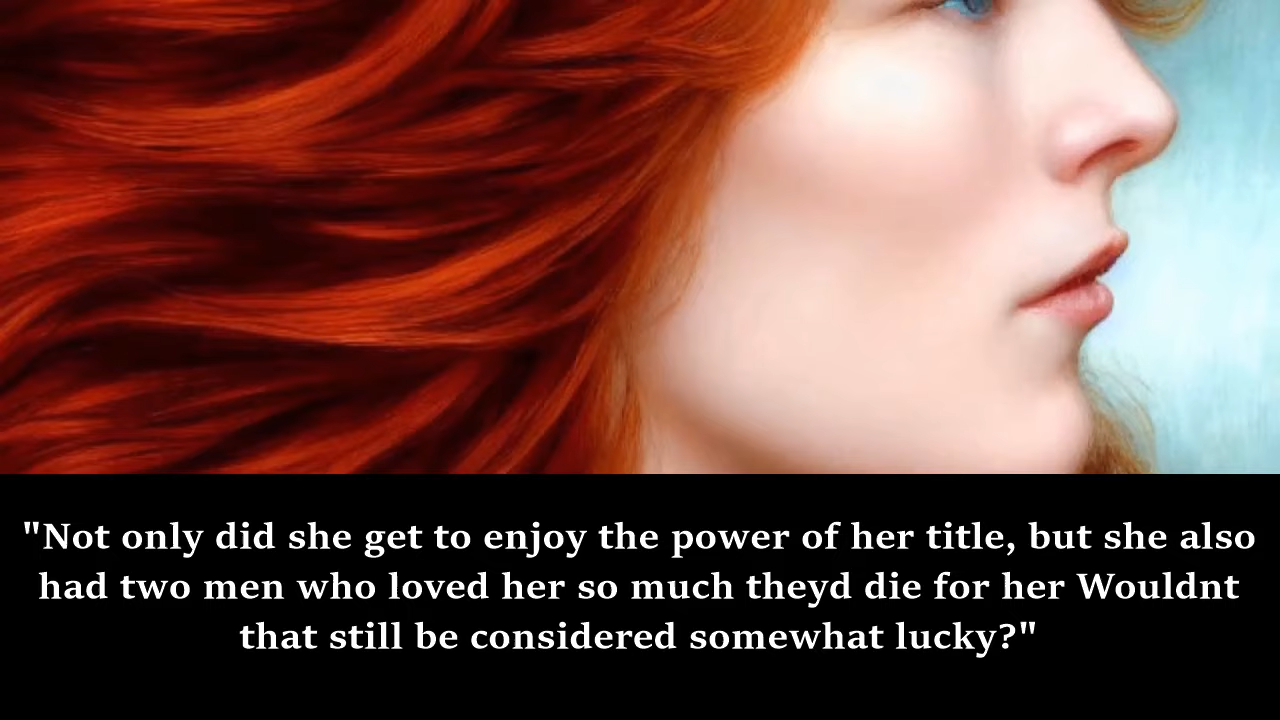 "Not only did she get to enjoy the power of her title, but she also
had two men who loved her so much theyd die for her Wouldnt
that still be considered somewhat lucky?"